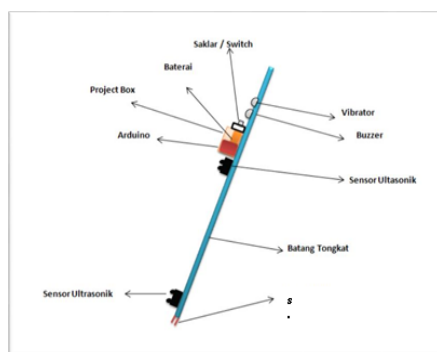 Saklar / Switch
Baterai
Project Box
Vibrator
Arduino
Buzzer
Sensor Ultasonik
Batang Tongkat
Sensor Ultrasonik
s
.